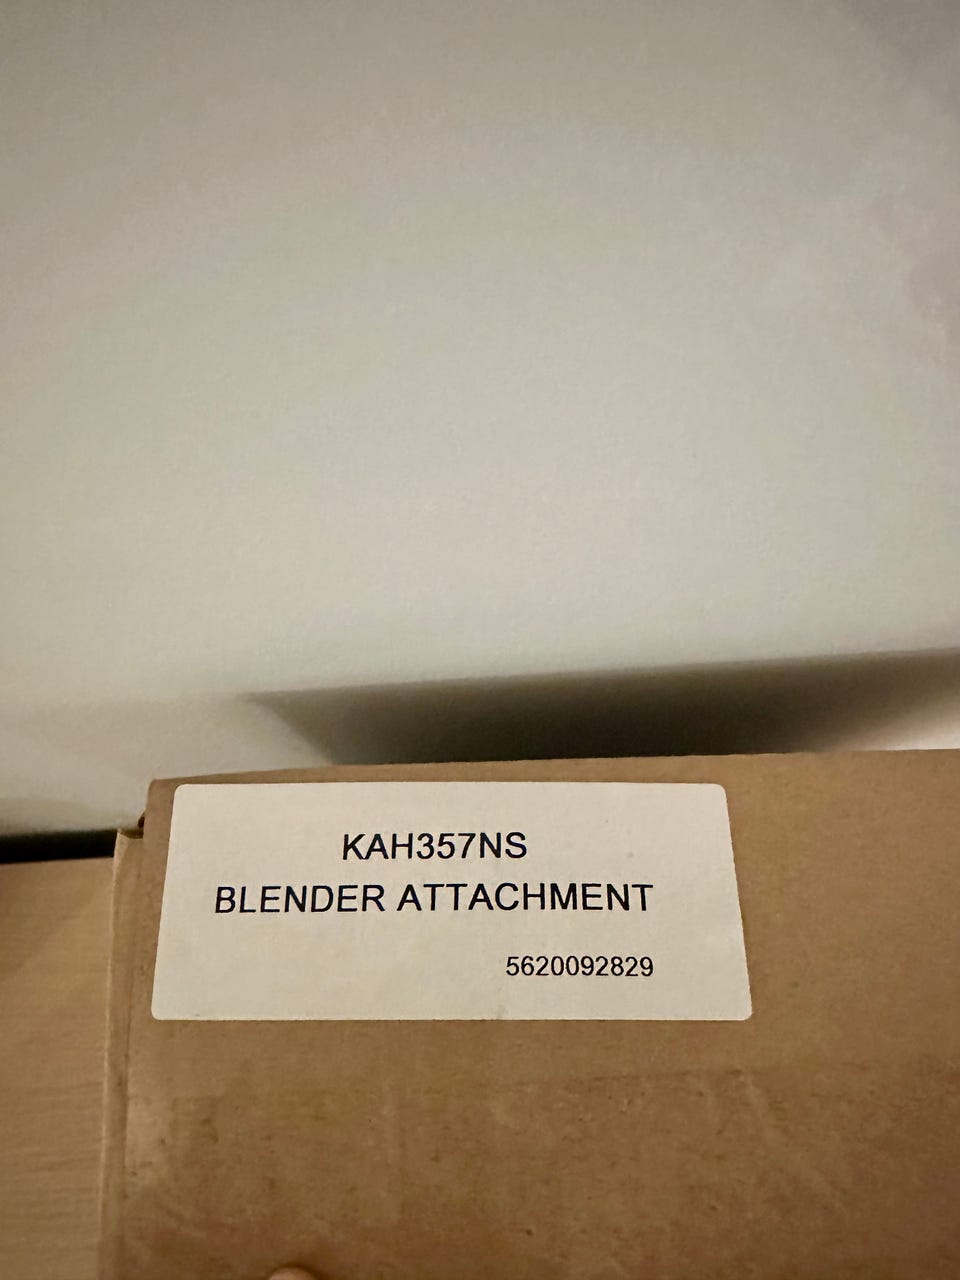 KAH357NS
BLENDER ATTACHMENT
5620092829